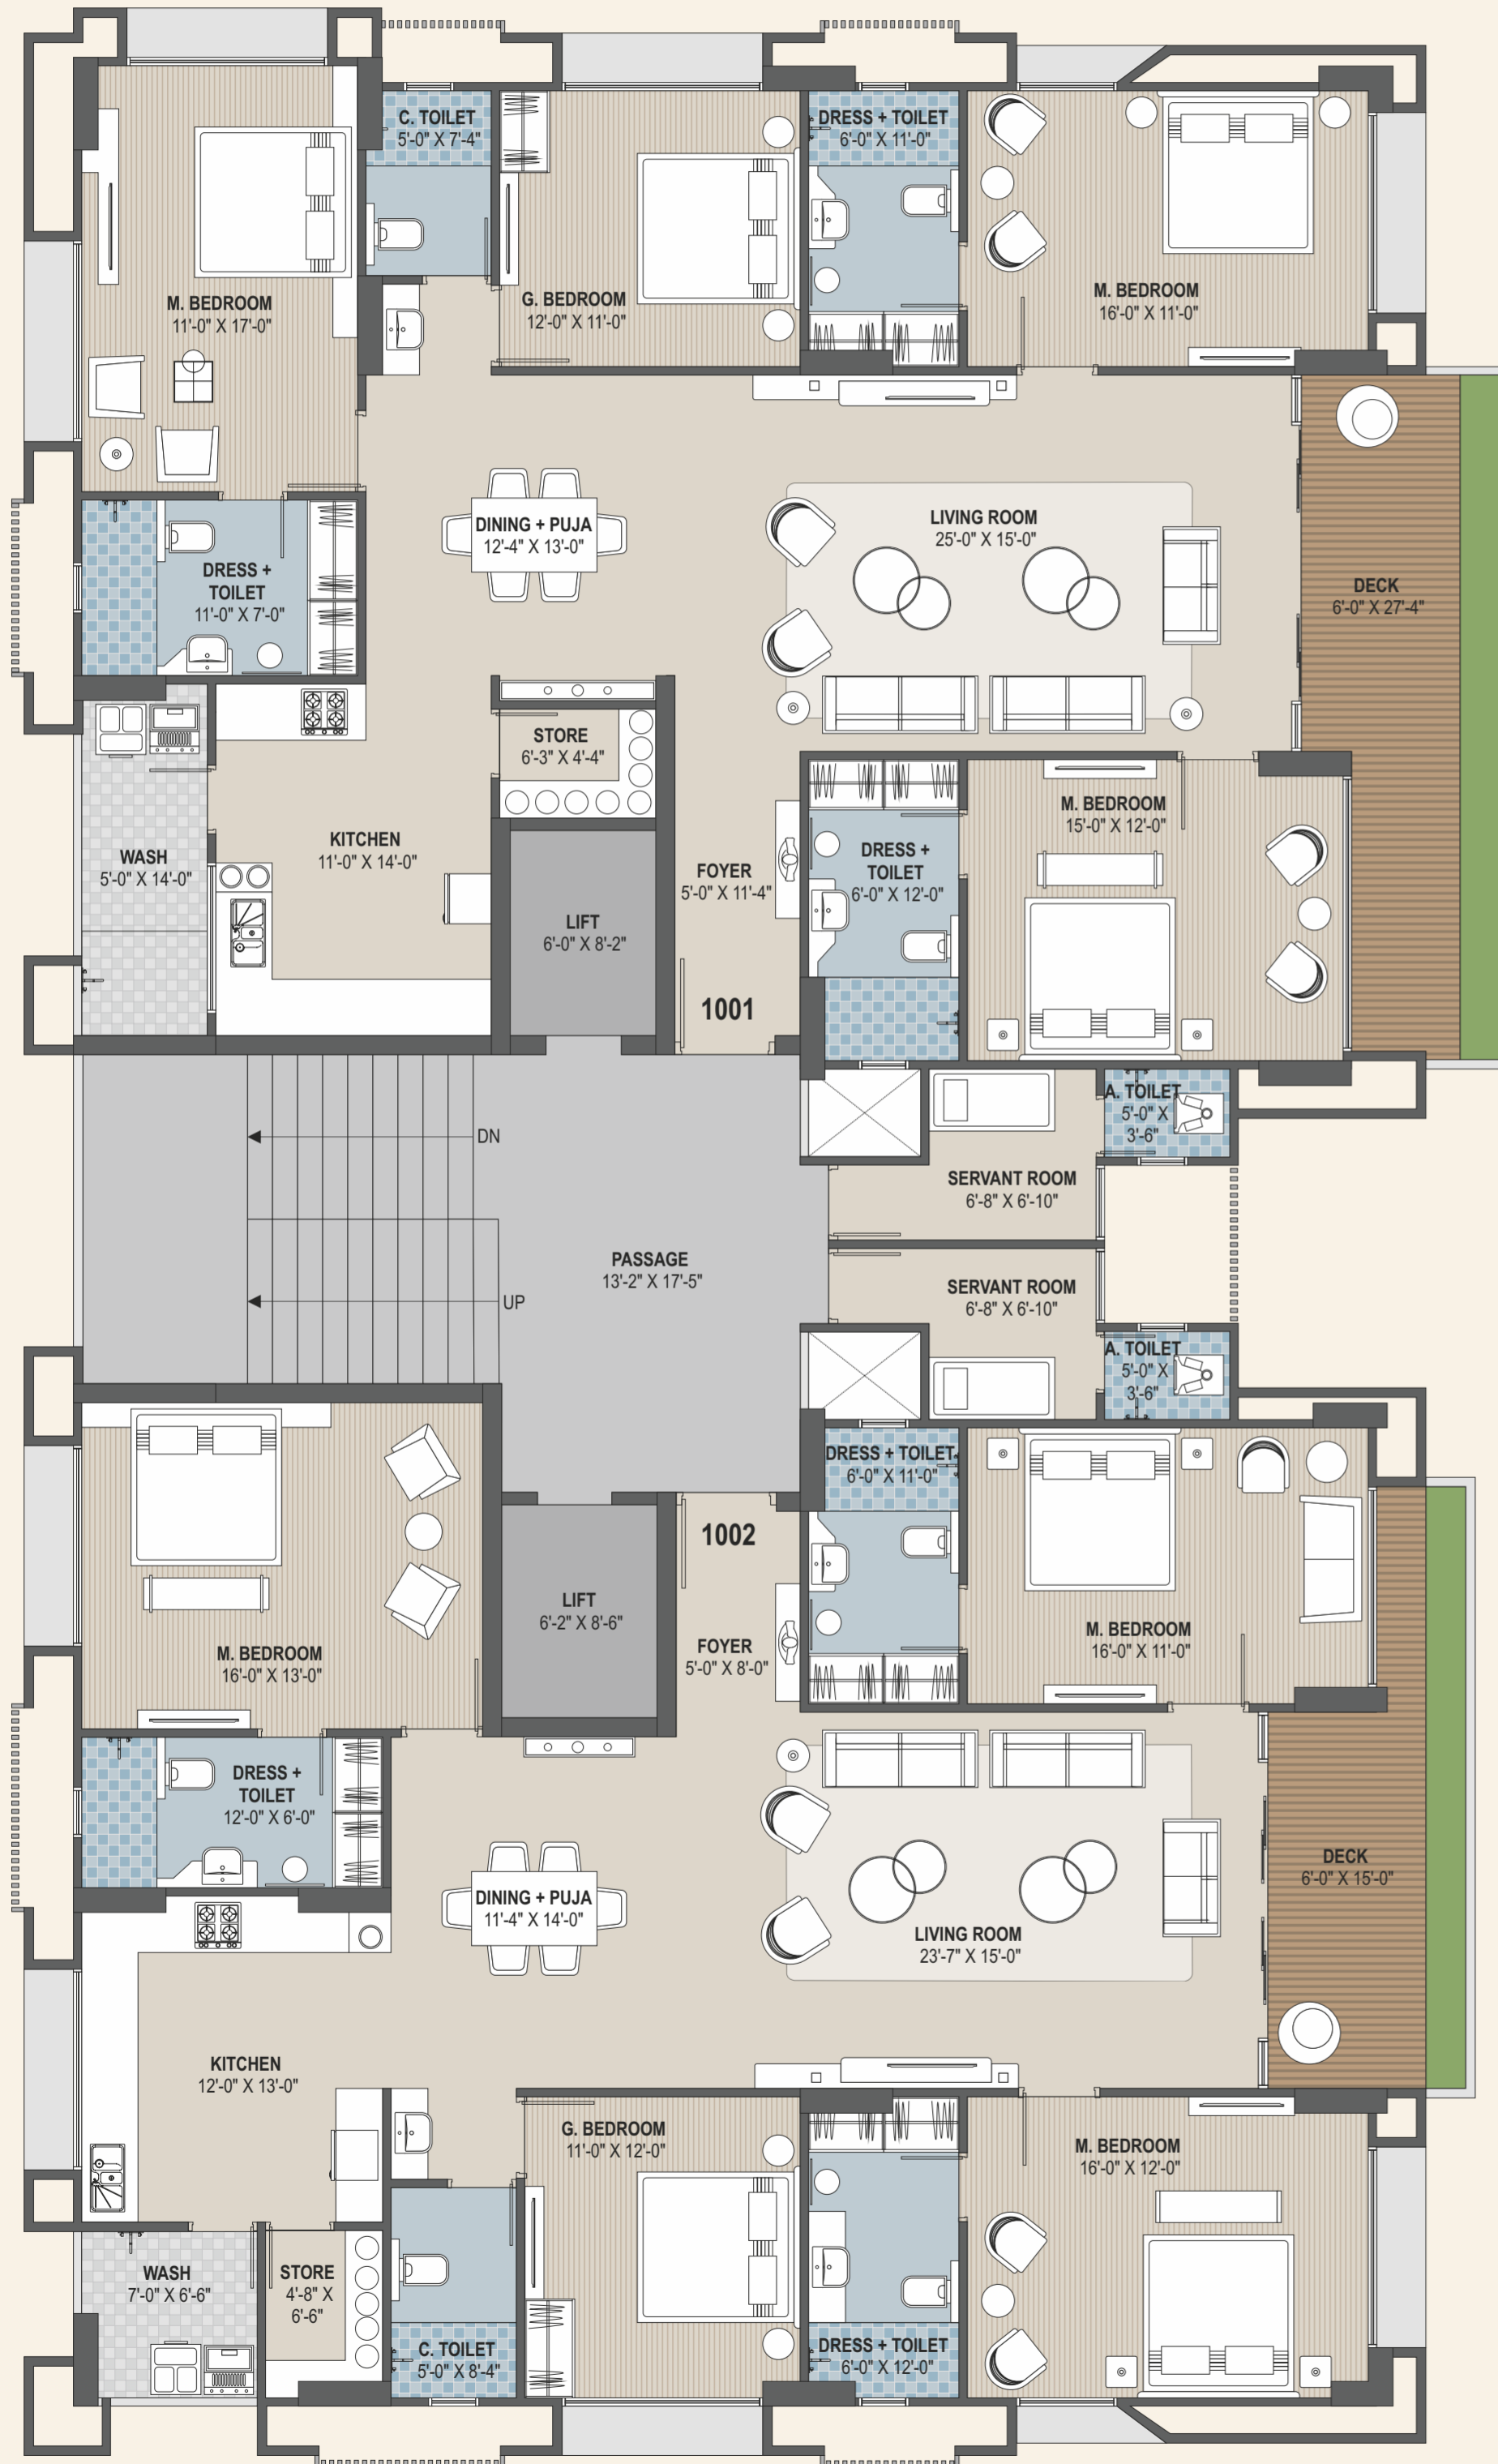 C. TOILET
5'-0" X 7'-4"
DRESS + TOILET
6'-0" X 11'-0"
M. BEDROOM
11'-0" X 17'-0"
G. BEDROOM
12'-0" X 11'-0"
M. BEDROOM
16'-0" X 11'-0"
DINING + PUJA
12'-4" X 13'-0"
LIVING ROOM
25'-0" X 15'-0"
DECK
6'-0" X 27'-4"
DRESS +
TOILET
11'-0" X 7'-0"
STORE
6'-3" X 4'-4"
M. BEDROOM
15'-0" X 12'-0"
WASH
5'-0" X 14'-0"
KITCHEN
11'-0" X 14'-0"
FOYER
5'-0" X 11'-4"
DRESS +
TOILET
6'-0" X 12'-0"
LIFT
6'-0" X 8'-2"
1001
A. TOILET
5'-0" X
3'-6"
DN
SERVANT ROOM
6'-8" X 6'-10"
PASSAGE
13'-2" X 17'-5"
SERVANT ROOM
6'-8" X 6'-10"
UP
A. TOILET
5'-0" X
3'-6"
DRESS + TOILET
6'-0" X 11'-0"
1002
LIFT
6'-2" X 8'-6"
FOYER
5'-0" X 8'-0"
M. BEDROOM
16'-0" X 11'-0"
M. BEDROOM
16'-0" X 13'-0"
DRESS +
TOILET
12'-0" X 6'-0"
DINING + PUJA
11'-4" X 14'-0"
LIVING ROOM
23'-7" X 15'-0"
DECK
6'-0" X 15'-0"
KITCHEN
12'-0" X 13'-0"
G. BEDROOM
11'-0" X 12'-0"
M. BEDROOM
16'-0" X 12'-0"
WASH
7'-0" X 6'-6"
STORE
4'-8" X
6'-6"
C. TOILET
5'-0" X 8'-4"
DRESS + TOILET
6'-0" X 12'-0"